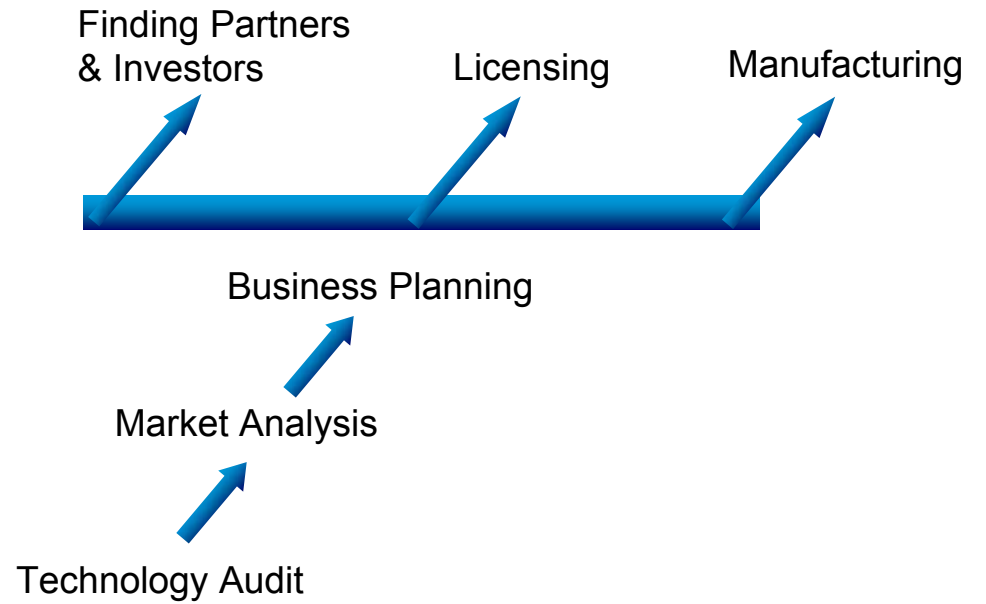 Finding Partners
& Investors
Licensing
Manufacturing
Business Planning
Market Analysis
Technology Audit